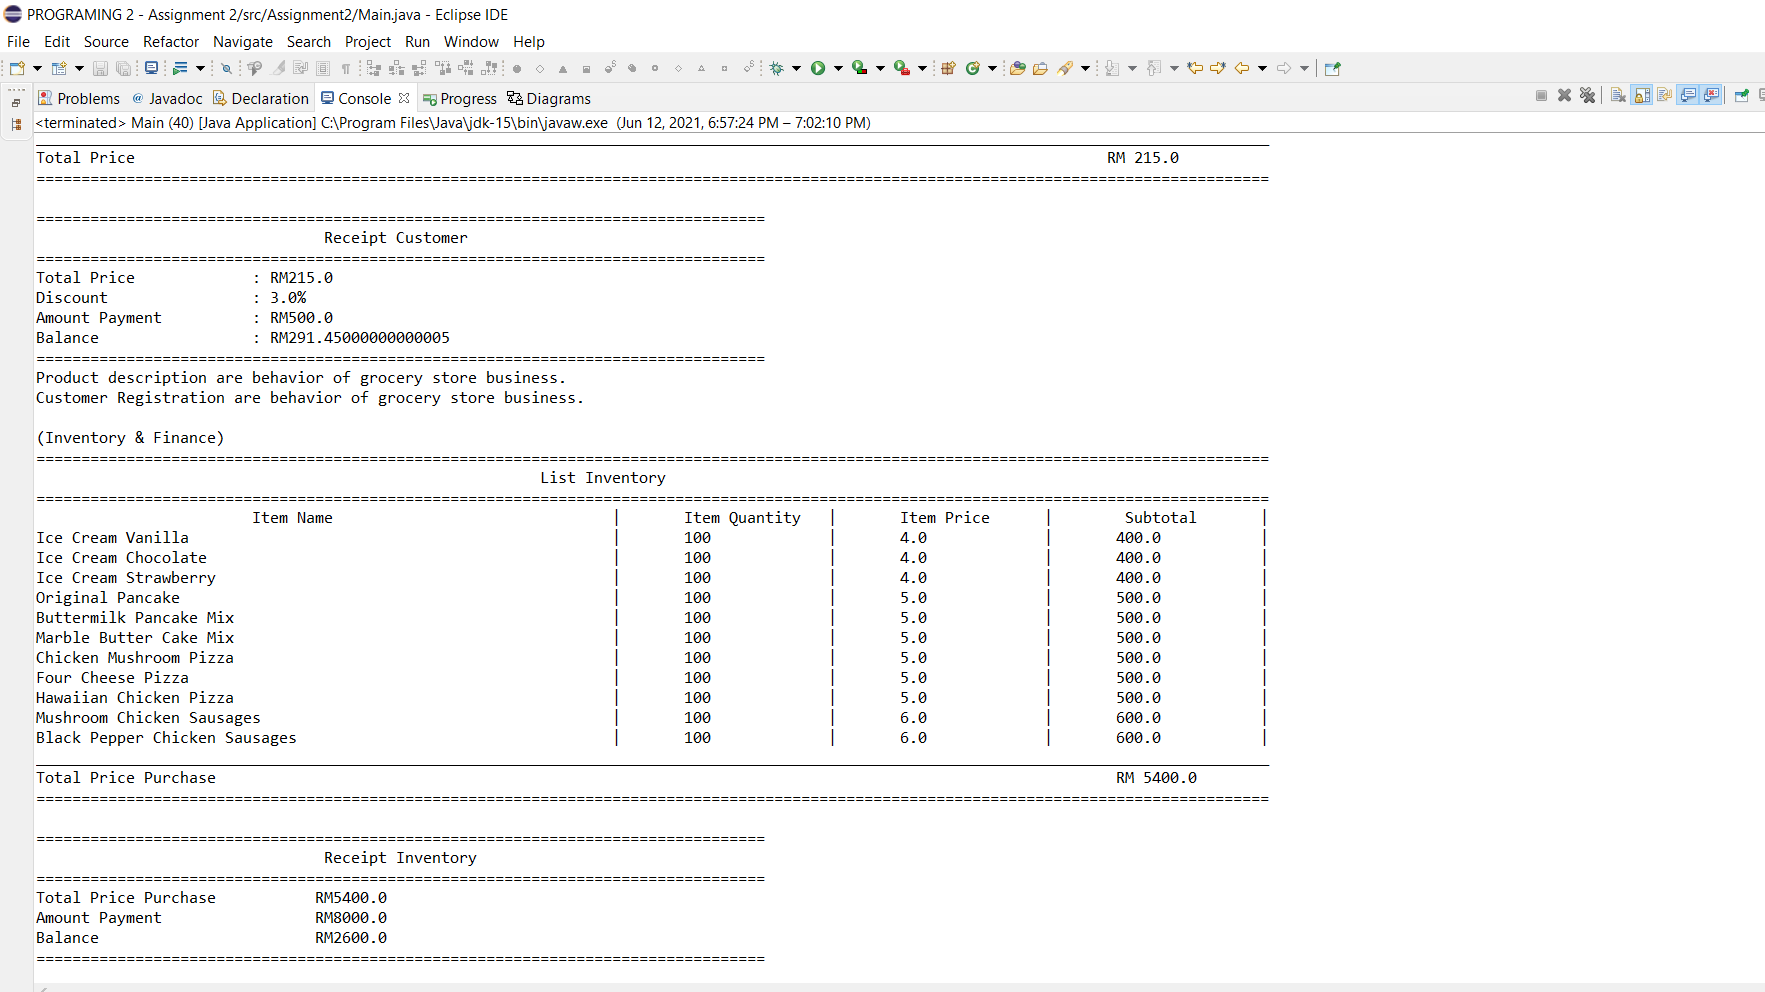 PROGRAMING 2 - Assignment 2/src/Assignment2/Main.java - Eclipse IDE
File Edit Source Refactor Navigate Search Project Run Window Help
Problems @ Javadoc Declaration Console Progress Diagrams
<terminated> Main (40) [Java Application] C:\Program Files\Java\jdk-15\bin\javaw.exe (Jun 12, 2021, 6:57:24 PM – 7:02:10 PM)
Total Price RM 215.0
Receipt Customer
Total Price : RM215.0
Discount : 3.0%
Amount Payment : RM500.0
Balance : RM291.45000000000005
Product description are behavior of grocery store business.
Customer Registration are behavior of grocery store business.
(Inventory & Finance)
List Inventory
Item Name | Item Quantity | Item Price | Subtotal |
Ice Cream Vanilla | 100 | 4.0 | 400.0 |
Ice Cream Chocolate | 100 | 4.0 | 400.0 |
Ice Cream Strawberry | 100 | 4.0 | 400.0 |
Original Pancake | 100 | 5.0 | 500.0 |
Buttermilk Pancake Mix | 100 | 5.0 | 500.0 |
Marble Butter Cake Mix | 100 | 5.0 | 500.0 |
Chicken Mushroom Pizza | 100 | 5.0 | 500.0 |
Four Cheese Pizza | 100 | 5.0 | 500.0 |
Hawaiian Chicken Pizza | 100 | 5.0 | 500.0 |
Mushroom Chicken Sausages | 100 | 6.0 | 600.0 |
Black Pepper Chicken Sausages | 100 | 6.0 | 600.0 |
Total Price Purchase RM 5400.0
Receipt Inventory
Total Price Purchase RM5400.0
Amount Payment RM8000.0
Balance RM2600.0